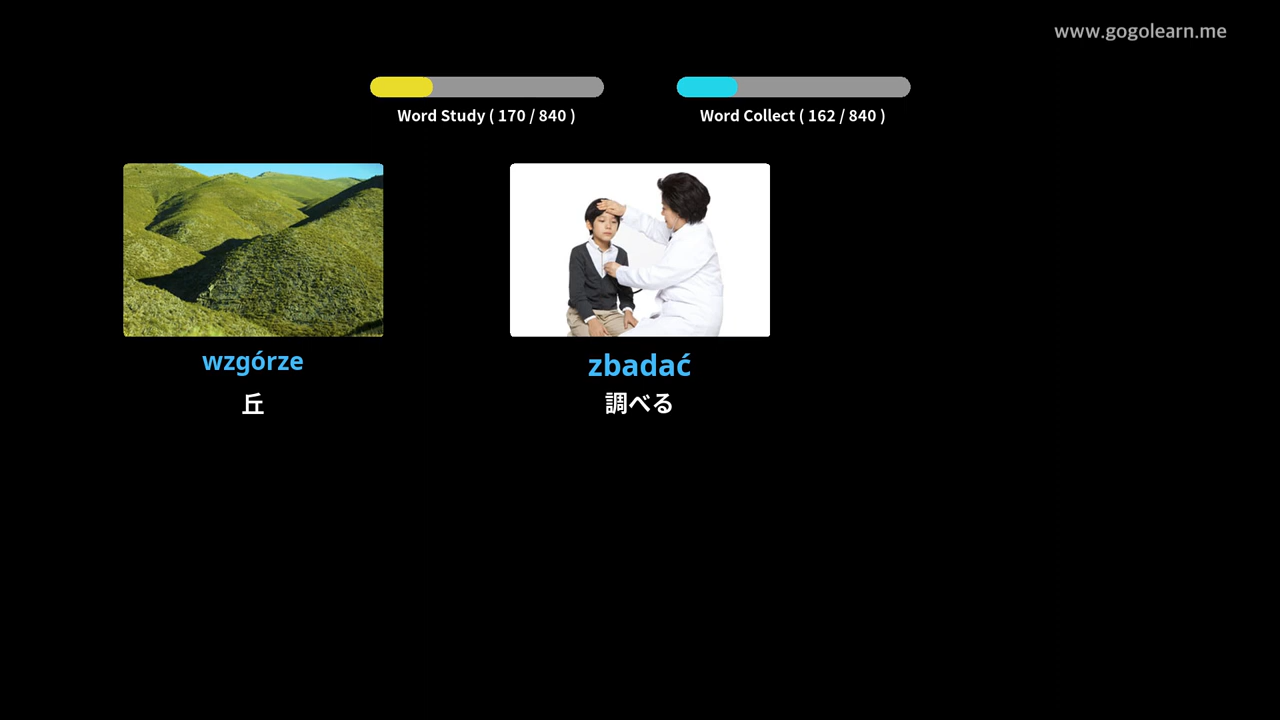 www.gogolearn.me
Word Study ( 170 / 840 )
Word Collect ( 162 / 840 )
wzgórze
丘
zbadać
調べる